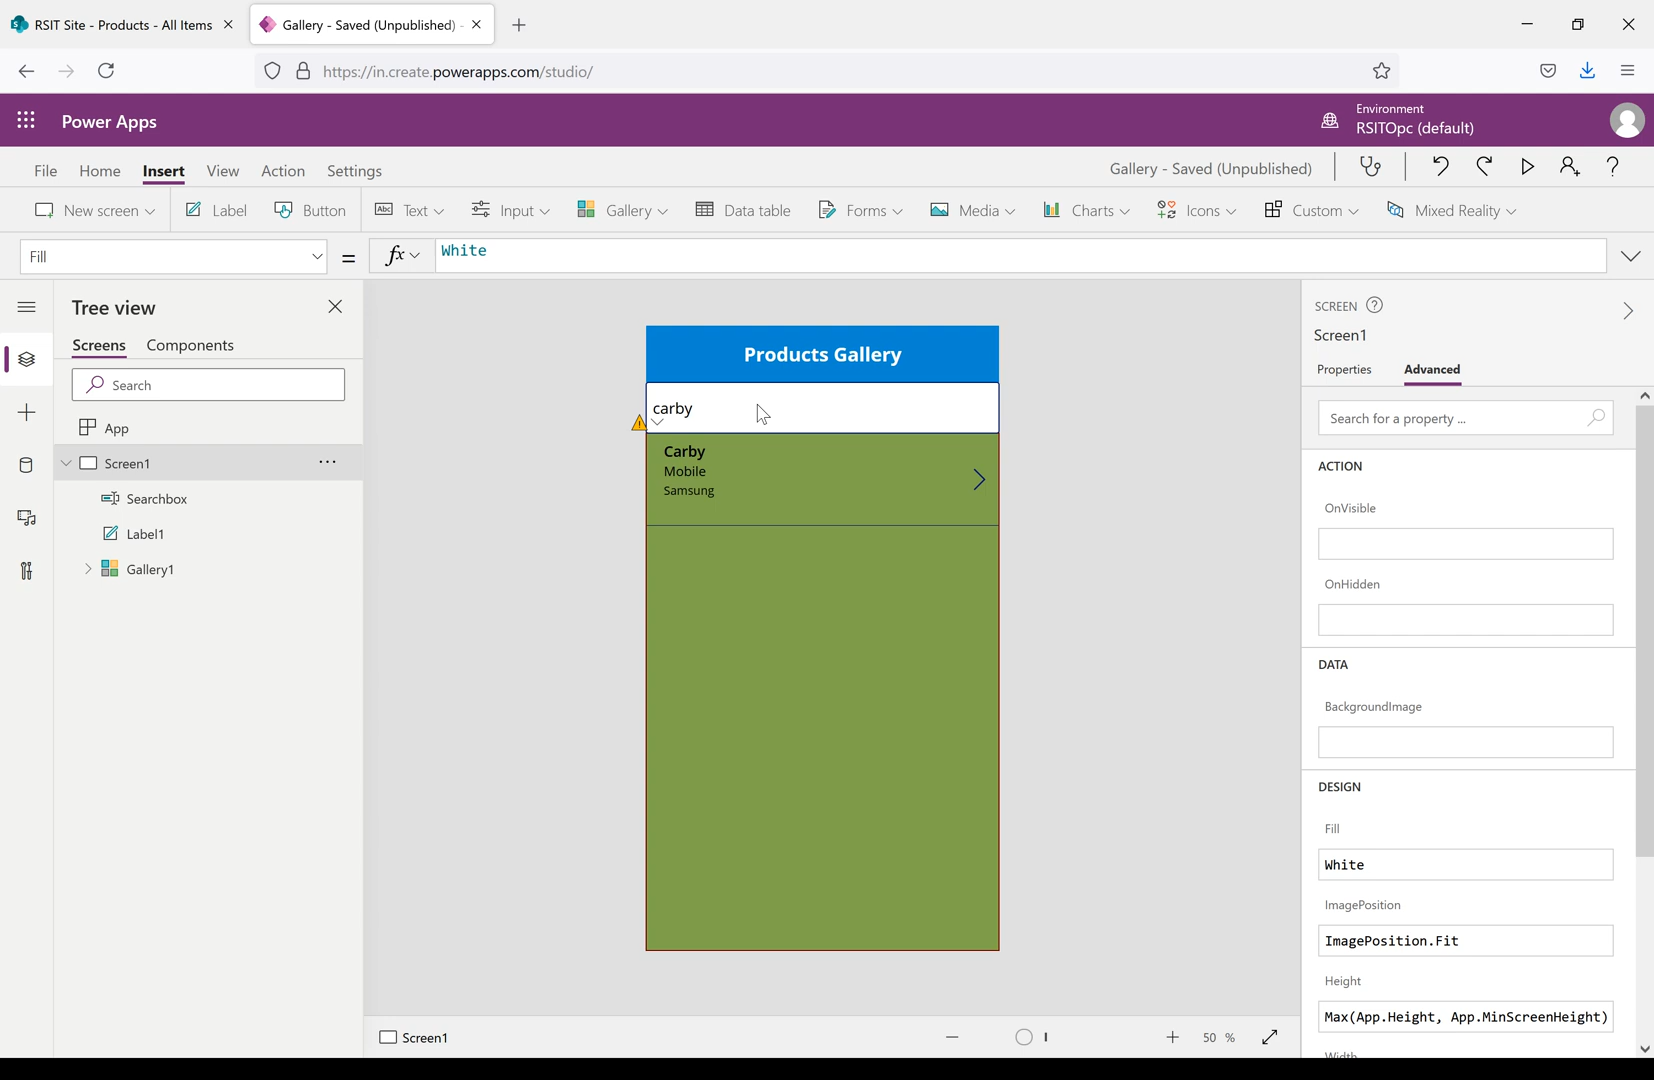 RSIT Site - Products - All Items
Gallery - Saved (Unpublished) -
https://in.create.powerapps.com/studio/
Power Apps
Environment
RSITOpc (default)
File Home Insert View Action Settings
Gallery - Saved (Unpublished)
New screen Label Button Abc Text Input Gallery Data table Forms Media Charts Icons Custom Mixed Reality
Fill = fx White
Tree view
Screens Components
Search
App
Screen1
Searchbox
Label1
Gallery1
Products Gallery
carby
Carby
Mobile
Samsung
SCREEN
Screen1
Properties Advanced
Search for a property ...
ACTION
OnVisible
OnHidden
DATA
BackgroundImage
DESIGN
Fill
White
ImagePosition
ImagePosition.Fit
Height
Max(App.Height, App.MinScreenHeight)
Width
Screen1
50 %